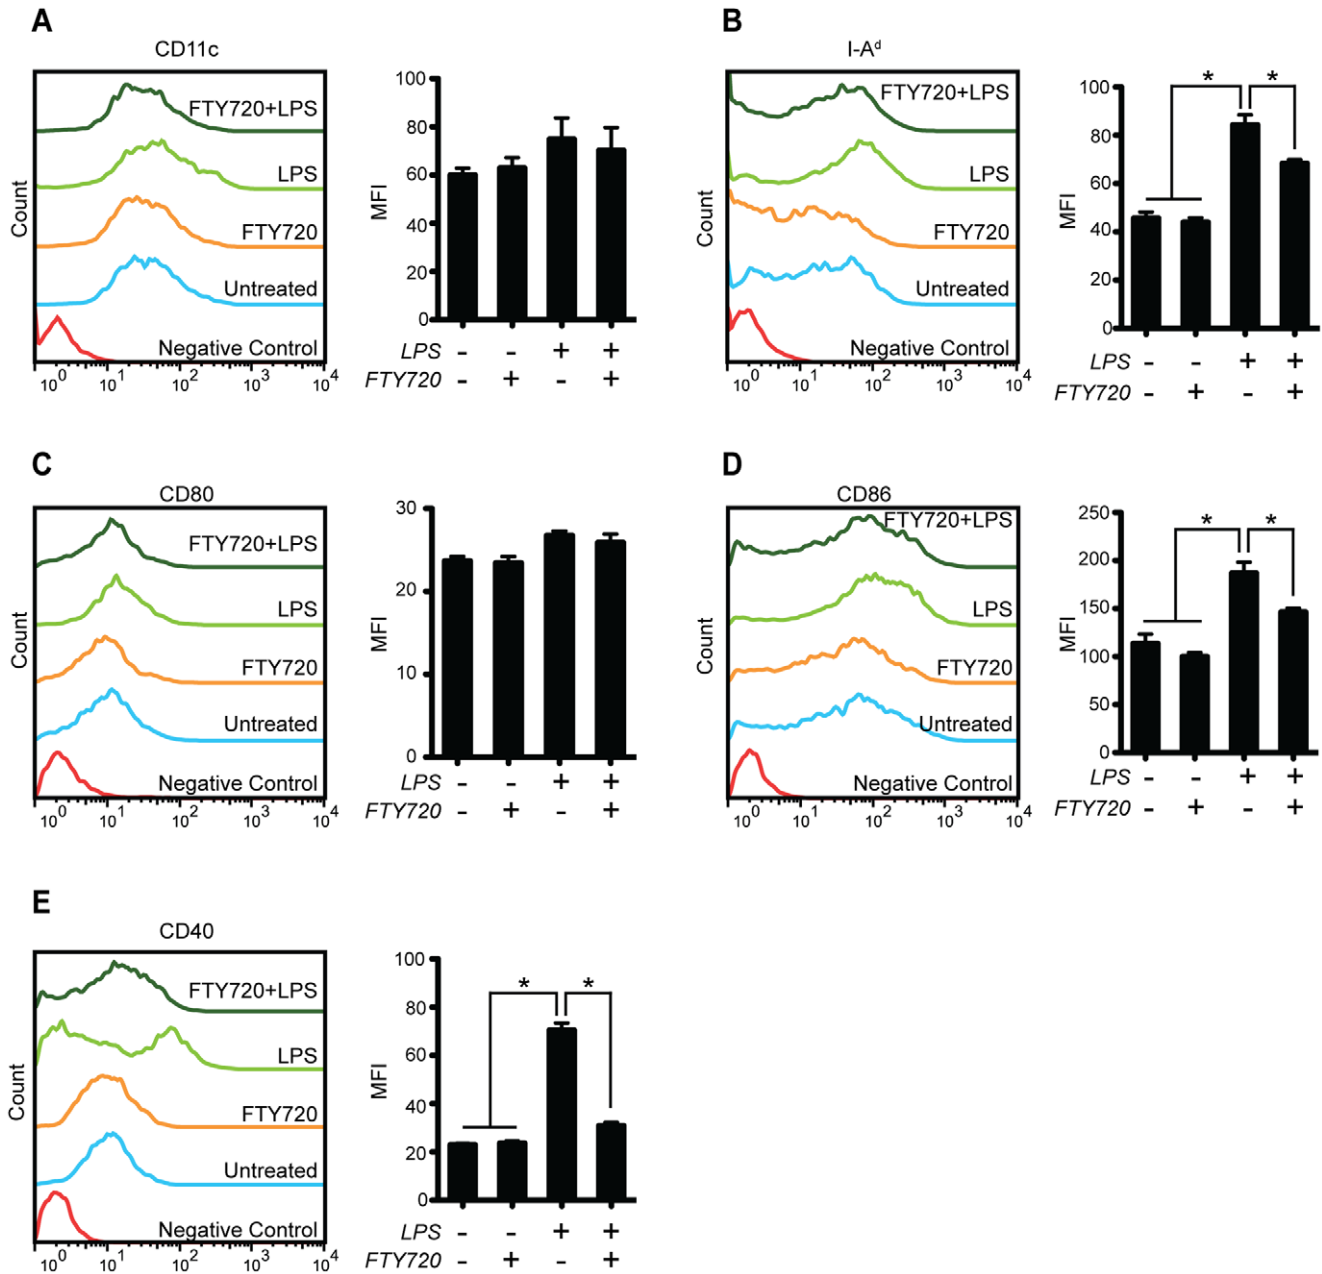 A
CD11c
FTY720+LPS
LPS
FTY720
Untreated
Negative Control
Count
10^0 10^1 10^2 10^3 10^4
100
80
60
40
20
0
MFI
LPS - - + +
FTY720 - + - +
B
I-A^d
FTY720+LPS
LPS
FTY720
Untreated
Negative Control
Count
10^0 10^1 10^2 10^3 10^4
100
80
60
40
20
0
MFI
* *
LPS - - + +
FTY720 - + - +
C
CD80
FTY720+LPS
LPS
FTY720
Untreated
Negative Control
Count
10^0 10^1 10^2 10^3 10^4
30
20
10
0
MFI
LPS - - + +
FTY720 - + - +
D
CD86
FTY720+LPS
LPS
FTY720
Untreated
Negative Control
Count
10^0 10^1 10^2 10^3 10^4
250
200
150
100
50
0
MFI
* *
LPS - - + +
FTY720 - + - +
E
CD40
FTY720+LPS
LPS
FTY720
Untreated
Negative Control
Count
10^0 10^1 10^2 10^3 10^4
100
80
60
40
20
0
MFI
* *
LPS - - + +
FTY720 - + - +